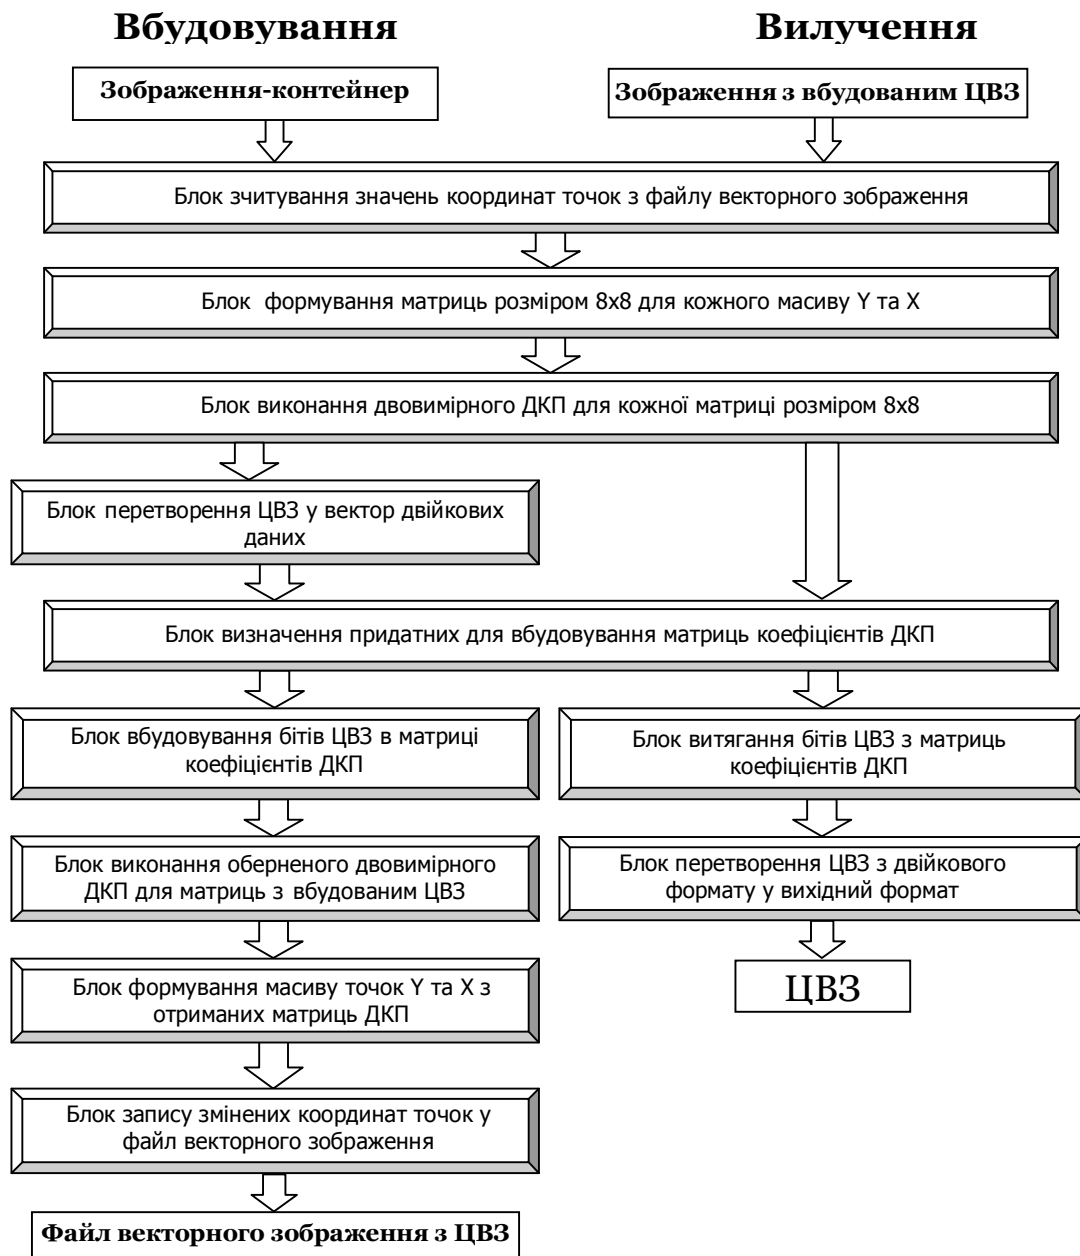 Вбудовування
Вилучення
Зображення-контейнер
Зображення з вбудованим ЦВЗ
Блок зчитування значень координат точок з файлу векторного зображення
Блок формування матриць розміром 8х8 для кожного масиву Y та X
Блок виконання двовимірного ДКП для кожної матриці розміром 8х8
Блок перетворення ЦВЗ у вектор двійкових
даних
Блок визначення придатних для вбудовування матриць коефіцієнтів ДКП
Блок вбудовування бітів ЦВЗ в матриці
коефіцієнтів ДКП
Блок витягання бітів ЦВЗ з матриць
коефіцієнтів ДКП
Блок виконання оберненого двовимірного
ДКП для матриць з вбудованим ЦВЗ
Блок перетворення ЦВЗ з двійкового
формату у вихідний формат
Блок формування масиву точок Y та X з
отриманих матриць ДКП
ЦВЗ
Блок запису змінених координат точок у
файл векторного зображення
Файл векторного зображення з ЦВЗ